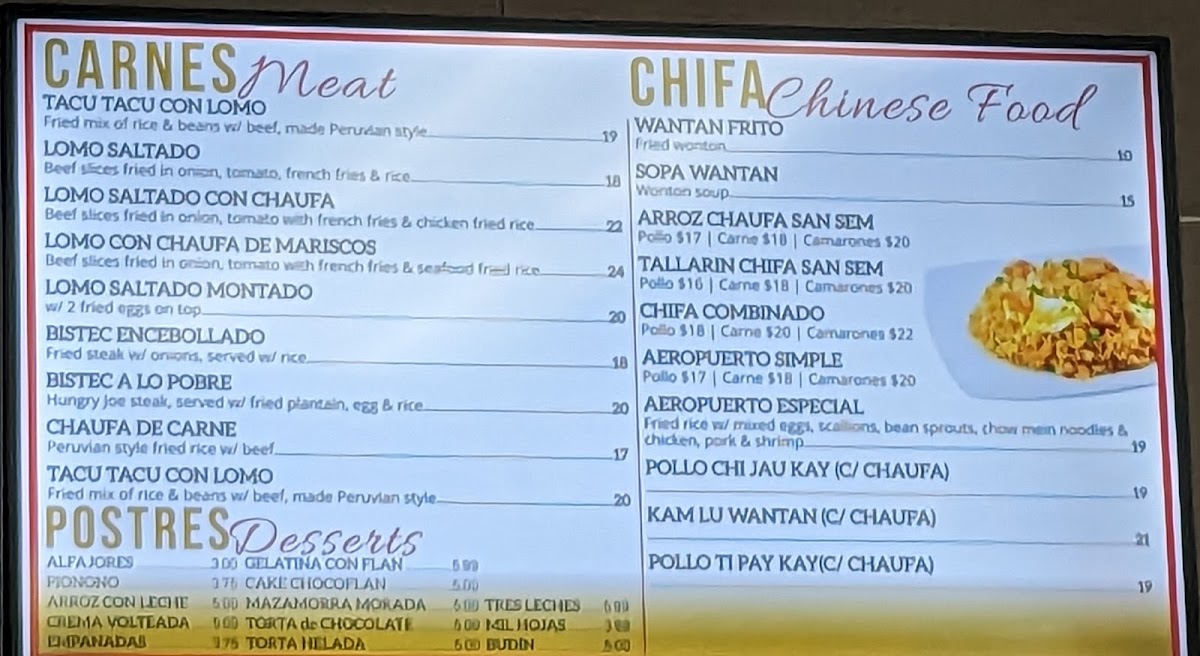 CARNES Meat
TACU TACU CON LOMO
Fried mix of rice & beans w/ beef, made Peruvian style 19
LOMO SALTADO
Beef slices fried in onion, tomato, french fries & rice 18
LOMO SALTADO CON CHAUFA
Beef slices fried in onion, tomato with french fries & chicken fried rice 22
LOMO CON CHAUFA DE MARISCOS
Beef slices fried in onion, tomato with french fries & seafood fried rice 24
LOMO SALTADO MONTADO
w/ 2 fried eggs on top 20
BISTEC ENCEBOLLADO
Fried steak w/ onions, served w/ rice 18
BISTEC A LO POBRE
Hungry Joe steak, served w/ fried plantain, egg & rice 20
CHAUFA DE CARNE
Peruvian style fried rice w/ beef 17
TACU TACU CON LOMO
Fried mix of rice & beans w/ beef, made Peruvian style 20
POSTRES Desserts
ALFAJORES 3.00 GELATINA CON FLAN
PIONONO 3.75 CAKE CHOCOFLAN
ARROZ CON LECHE MAZAMORRA MORADA TRES LECHES
CREMA VOLTEADA TORTA de CHOCOLATE MIL HOJAS
EMPANADAS 3.75 TORTA HELADA BUDIN
CHIFA Chinese Food
WANTAN FRITO
Fried wonton 10
SOPA WANTAN
Wonton soup 15
ARROZ CHAUFA SAN SEM
Pollo $17 | Carne $18 | Camarones $20
TALLARIN CHIFA SAN SEM
Pollo $16 | Carne $18 | Camarones $20
CHIFA COMBINADO
Pollo $18 | Carne $20 | Camarones $22
AEROPUERTO SIMPLE
Pollo $17 | Carne $18 | Camarones $20
AEROPUERTO ESPECIAL
Fried rice w/ mixed eggs, scallions, bean sprouts, chow mein noodles &
chicken, pork & shrimp 19
POLLO CHI JAU KAY (C/ CHAUFA)
19
KAM LU WANTAN (C/ CHAUFA)
21
POLLO TI PAY KAY(C/ CHAUFA)
19